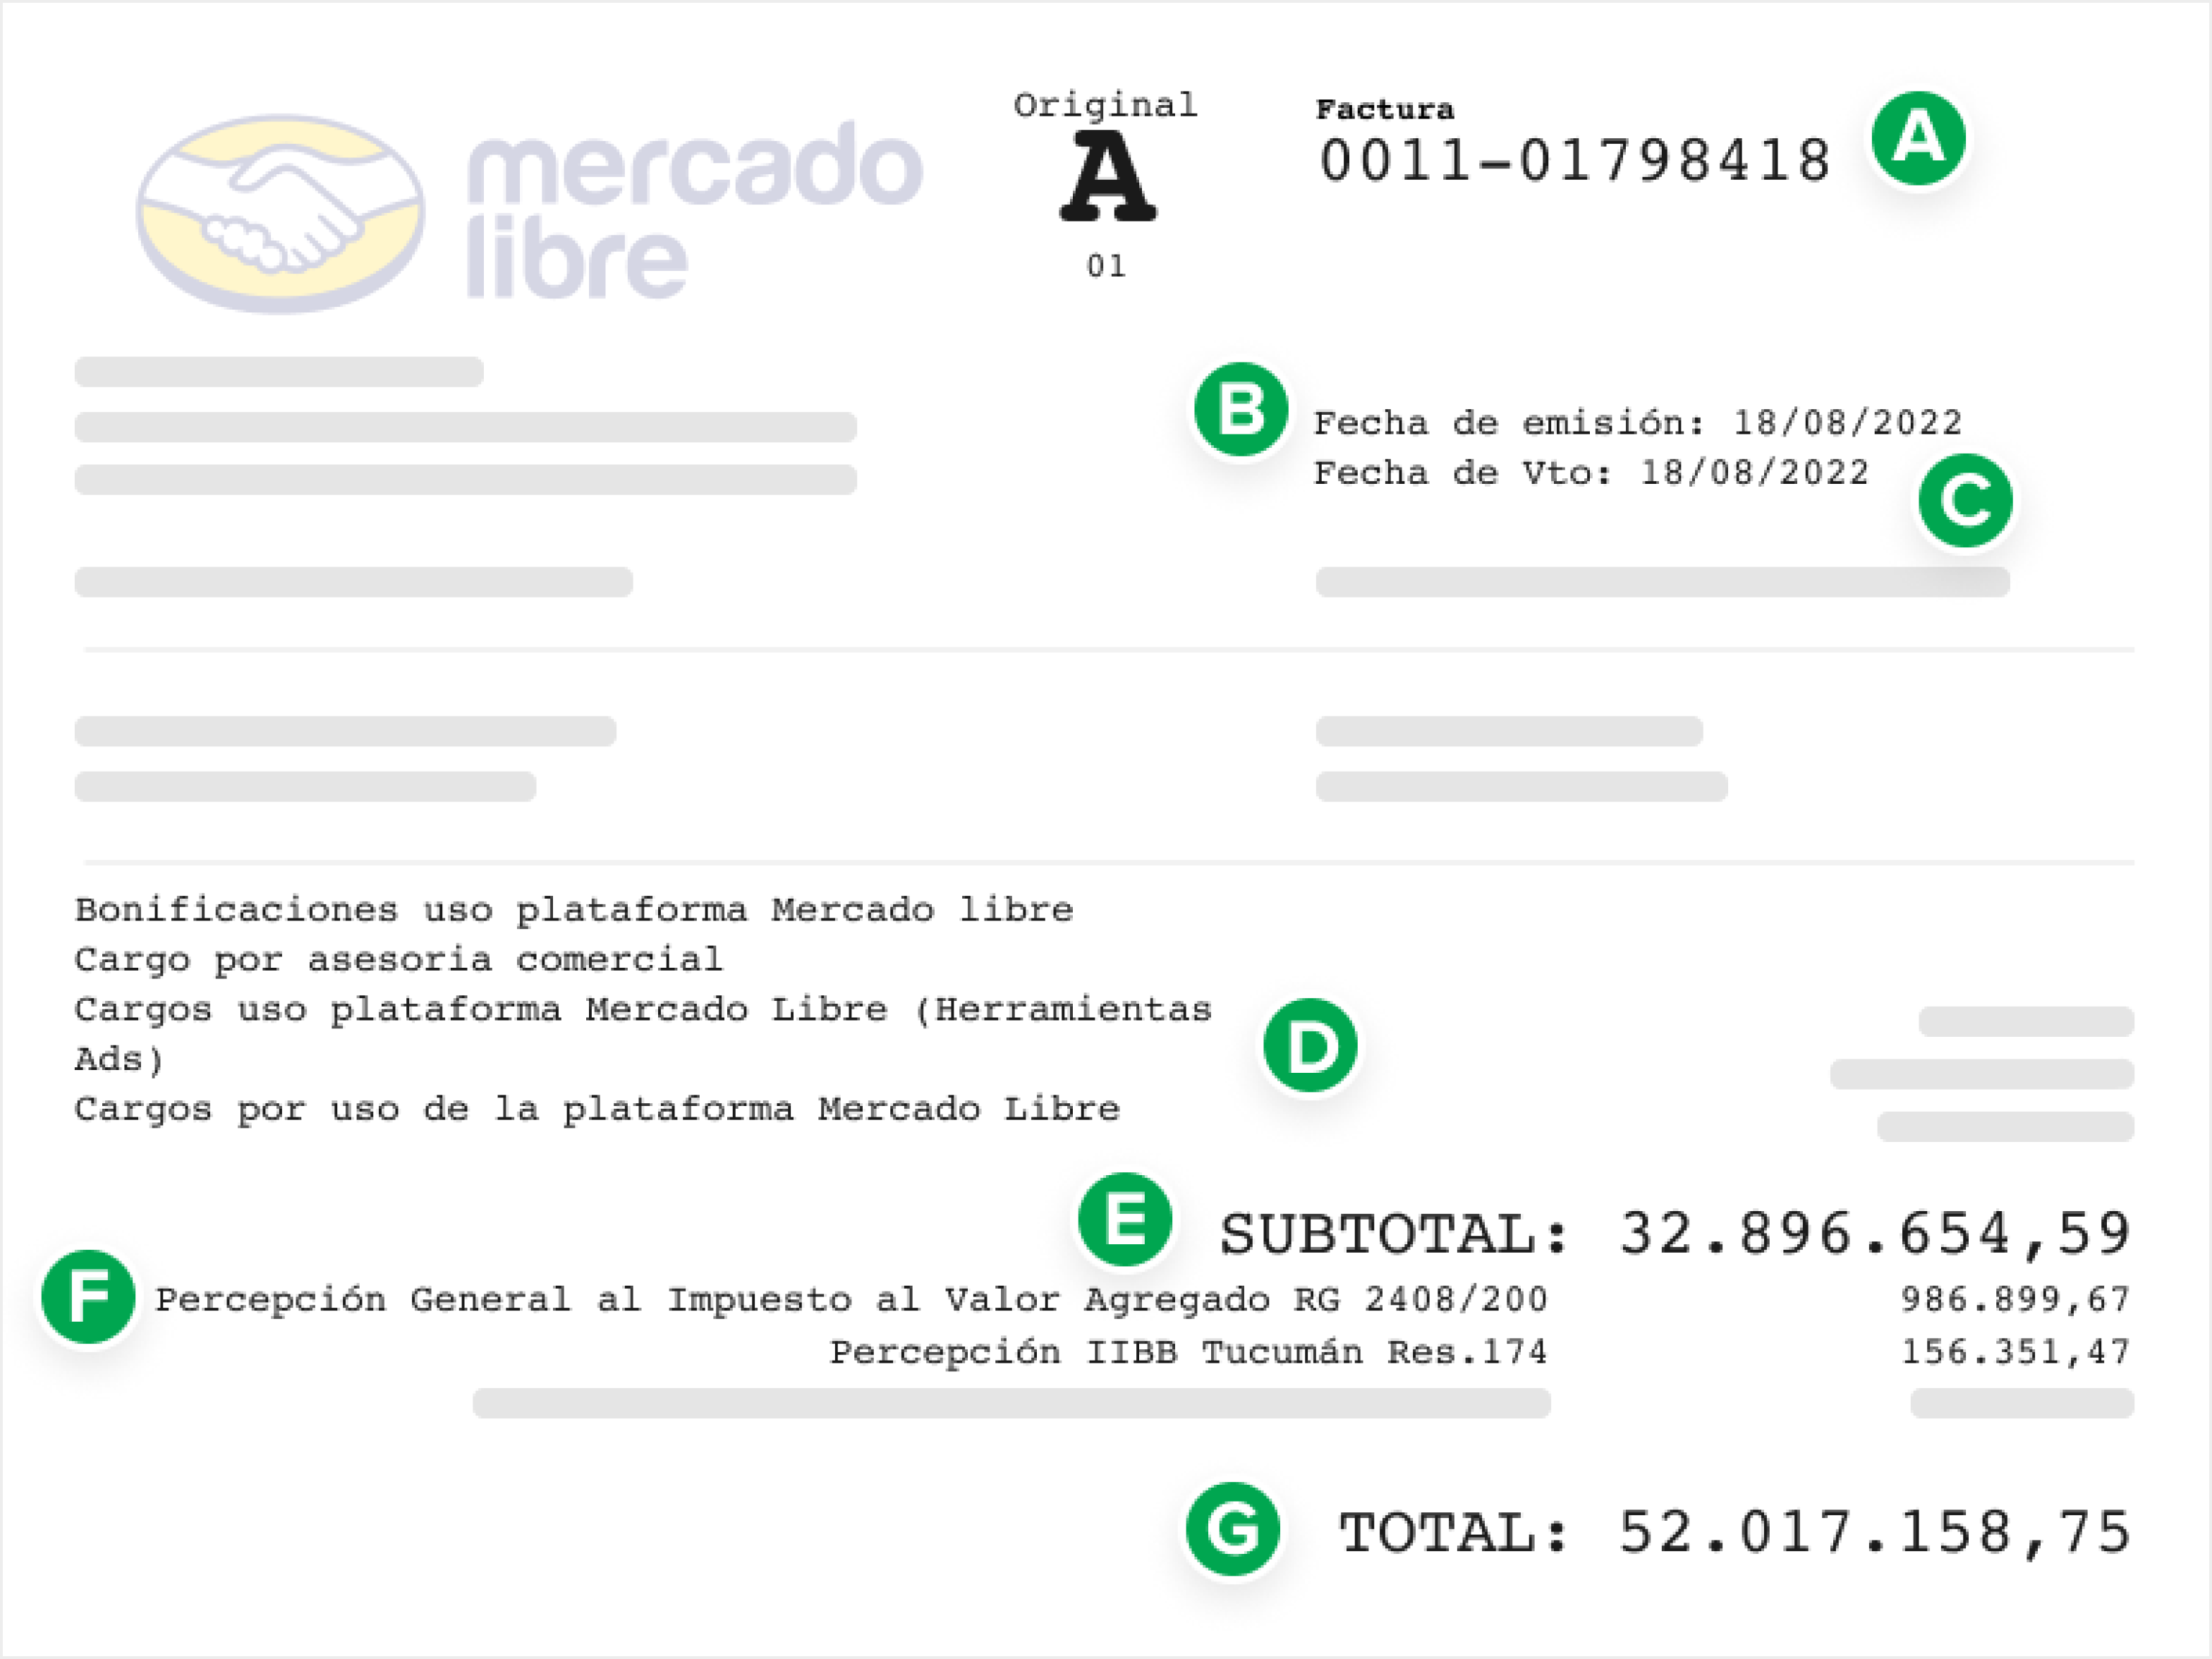 mercado
libre
Original
A
01
Factura
0011-01798418
A
B
Fecha de emisión: 18/08/2022
Fecha de Vto: 18/08/2022
C
Bonificaciones uso plataforma Mercado libre
Cargo por asesoria comercial
Cargos uso plataforma Mercado Libre (Herramientas
Ads)
Cargos por uso de la plataforma Mercado Libre
D
E
SUBTOTAL: 32.896.654,59
F
Percepción General al Impuesto al Valor Agregado RG 2408/200 986.899,67
Percepción IIBB Tucumán Res.174 156.351,47
G
TOTAL: 52.017.158,75